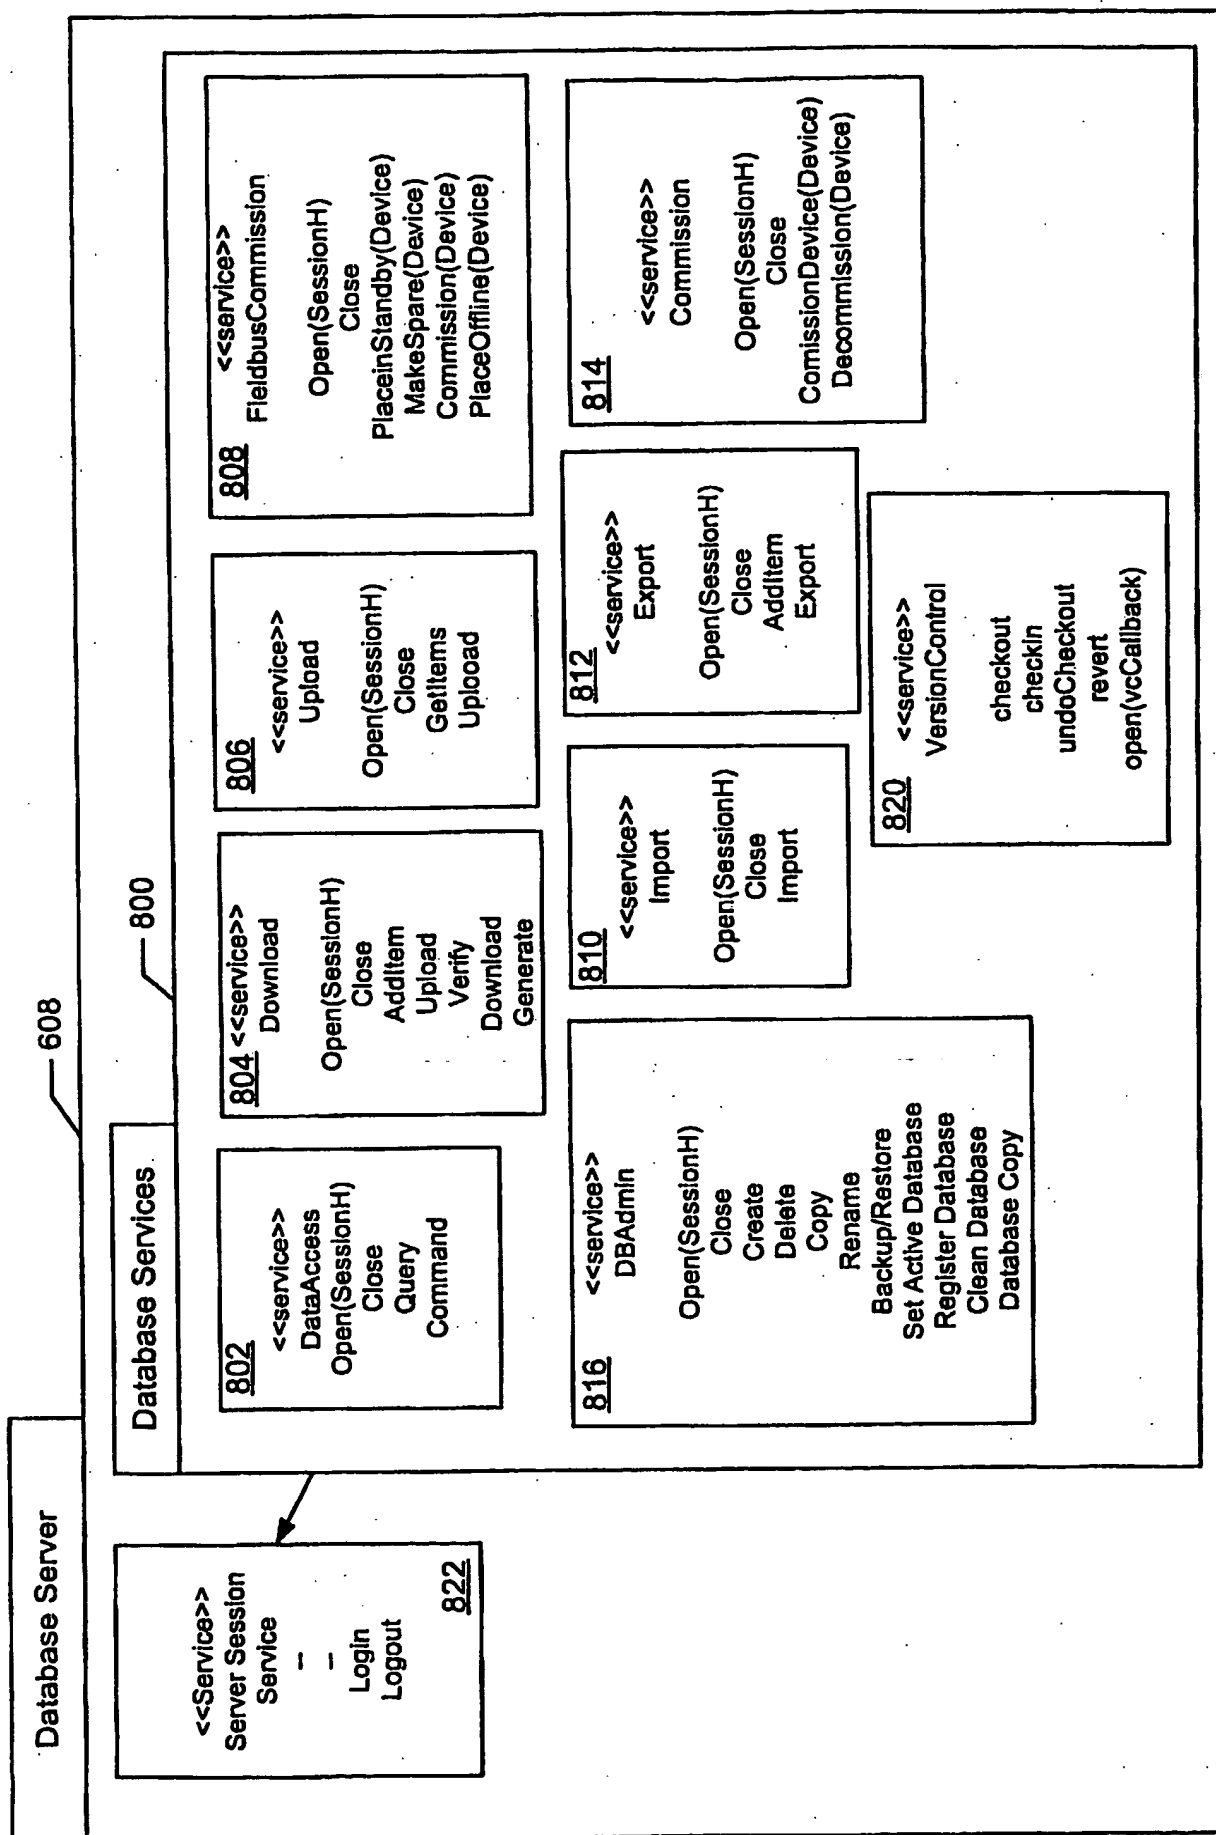 Database Server
608
<<Service>>
Server Session
Service
--
--
Login
Logout
822
Database Services
800
802
<<service>>
DataAccess
Open(SessionH)
Close
Query
Command
804 <<service>>
Download
Open(SessionH)
Close
AddItem
Upload
Verify
Download
Generate
806
<<service>>
Upload
Open(SessionH)
Close
GetItems
Uplooad
808
<<service>>
FieldbusCommission
Open(SessionH)
Close
PlaceinStandby(Device)
MakeSpare(Device)
Commission(Device)
PlaceOffline(Device)
816
<<service>>
DBAdmin
Open(SessionH)
Close
Create
Delete
Copy
Rename
Backup/Restore
Set Active Database
Register Database
Clean Database
Database Copy
810
<<service>>
Import
Open(SessionH)
Close
Import
812
<<service>>
Export
Open(SessionH)
Close
AddItem
Export
814
<<service>>
Commission
Open(SessionH)
Close
ComissionDevice(Device)
Decommission(Device)
820
<<service>>
VersionControl
checkout
checkin
undoCheckout
revert
open(vcCallback)